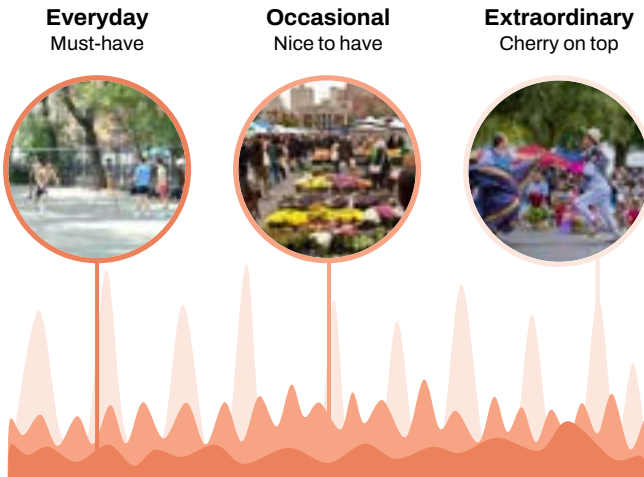 Everyday
Must-have
Occasional
Nice to have
Extraordinary
Cherry on top